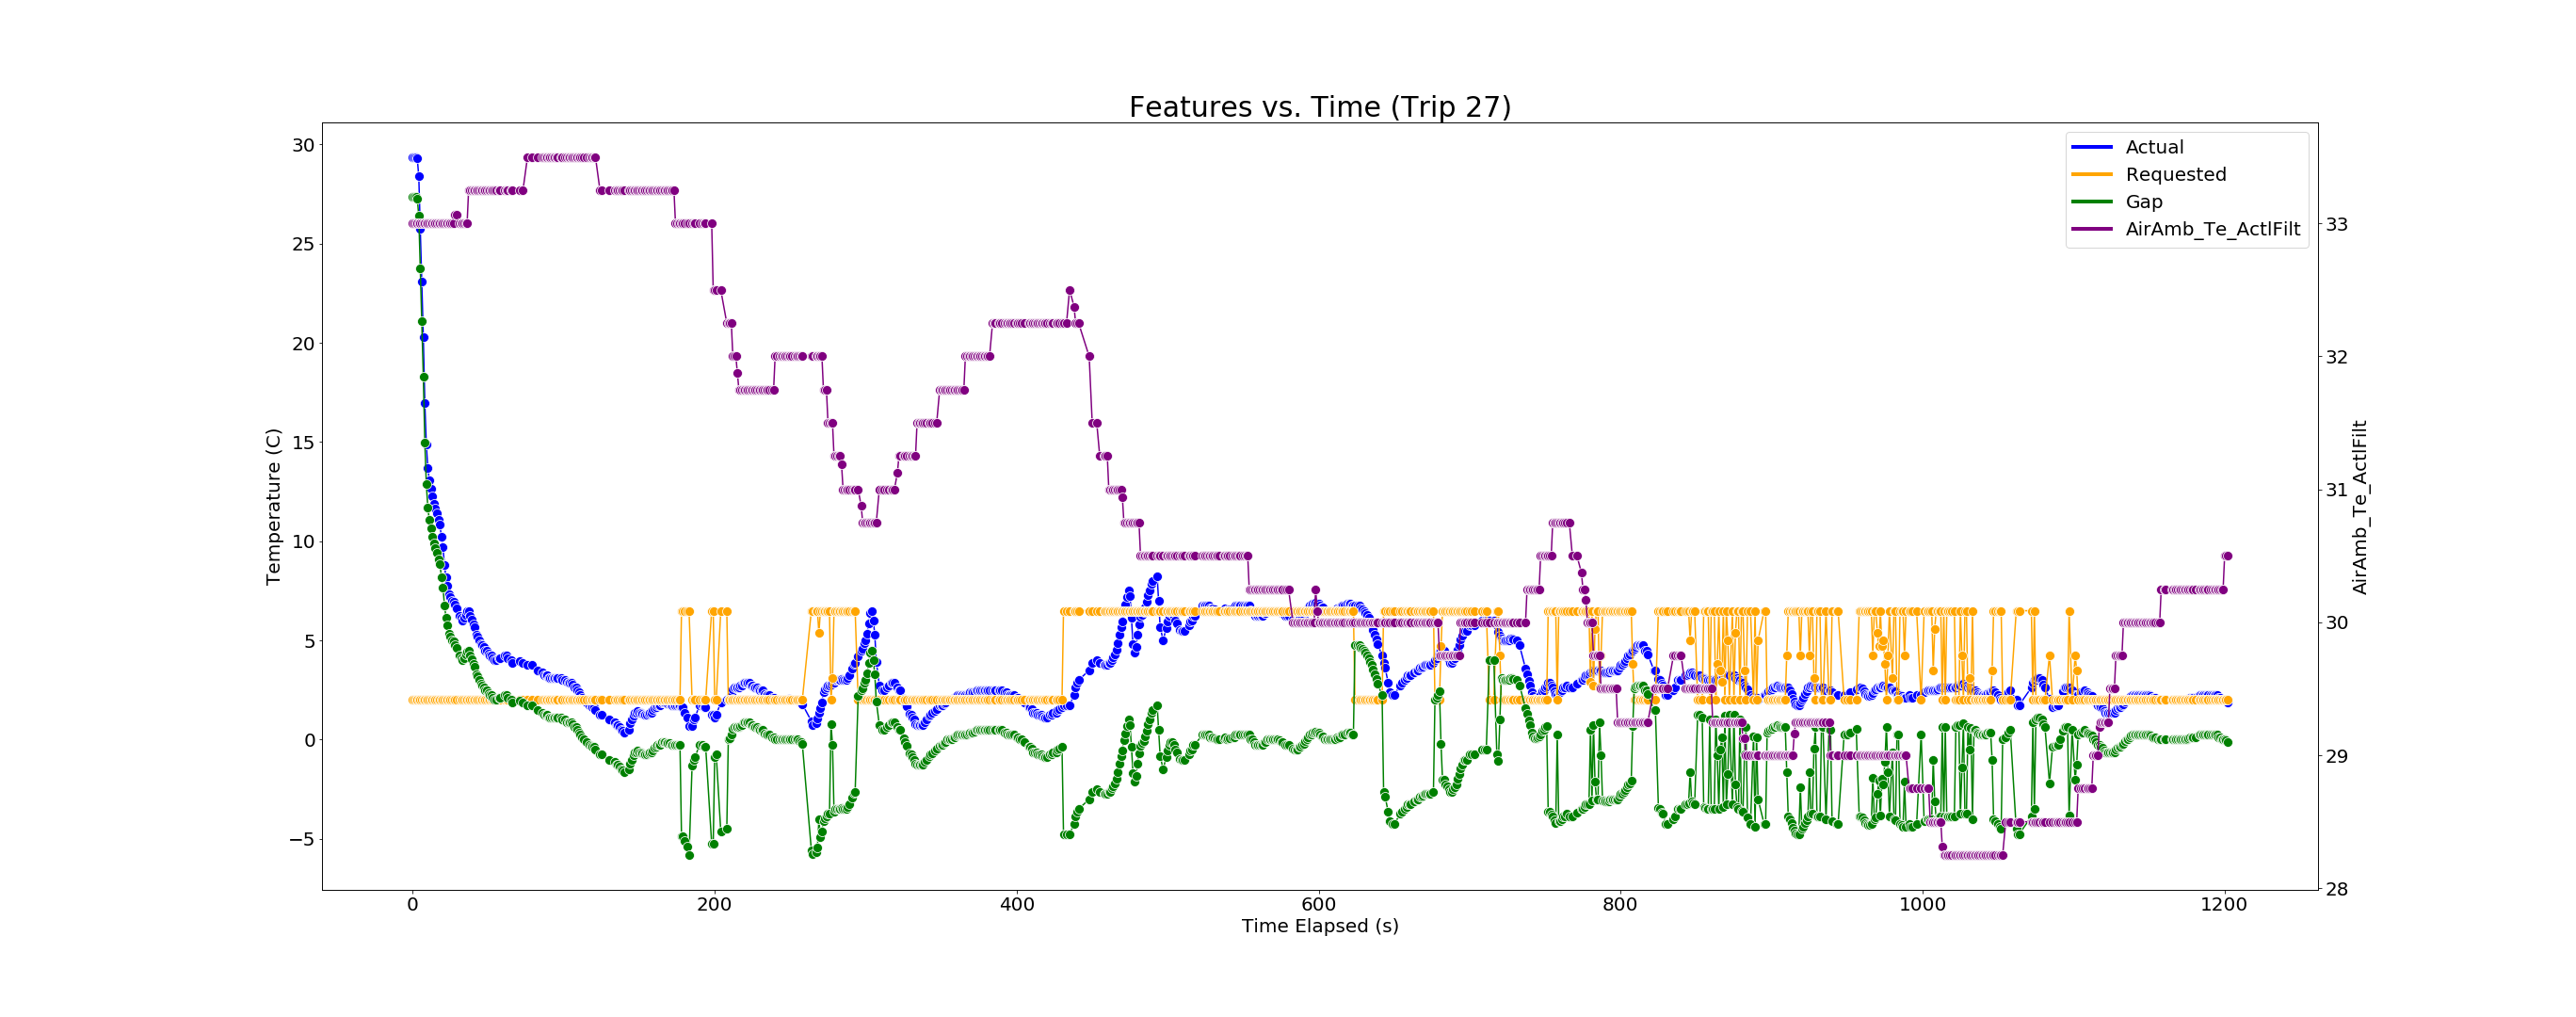 Features vs. Time (Trip 27)
Actual
Requested
Gap
AirAmb_Te_ActlFilt
30
25
20
15
10
5
0
−5
Temperature (C)
33
32
31
30
29
28
AirAmb_Te_ActlFilt
0 200 400 600 800 1000 1200
Time Elapsed (s)